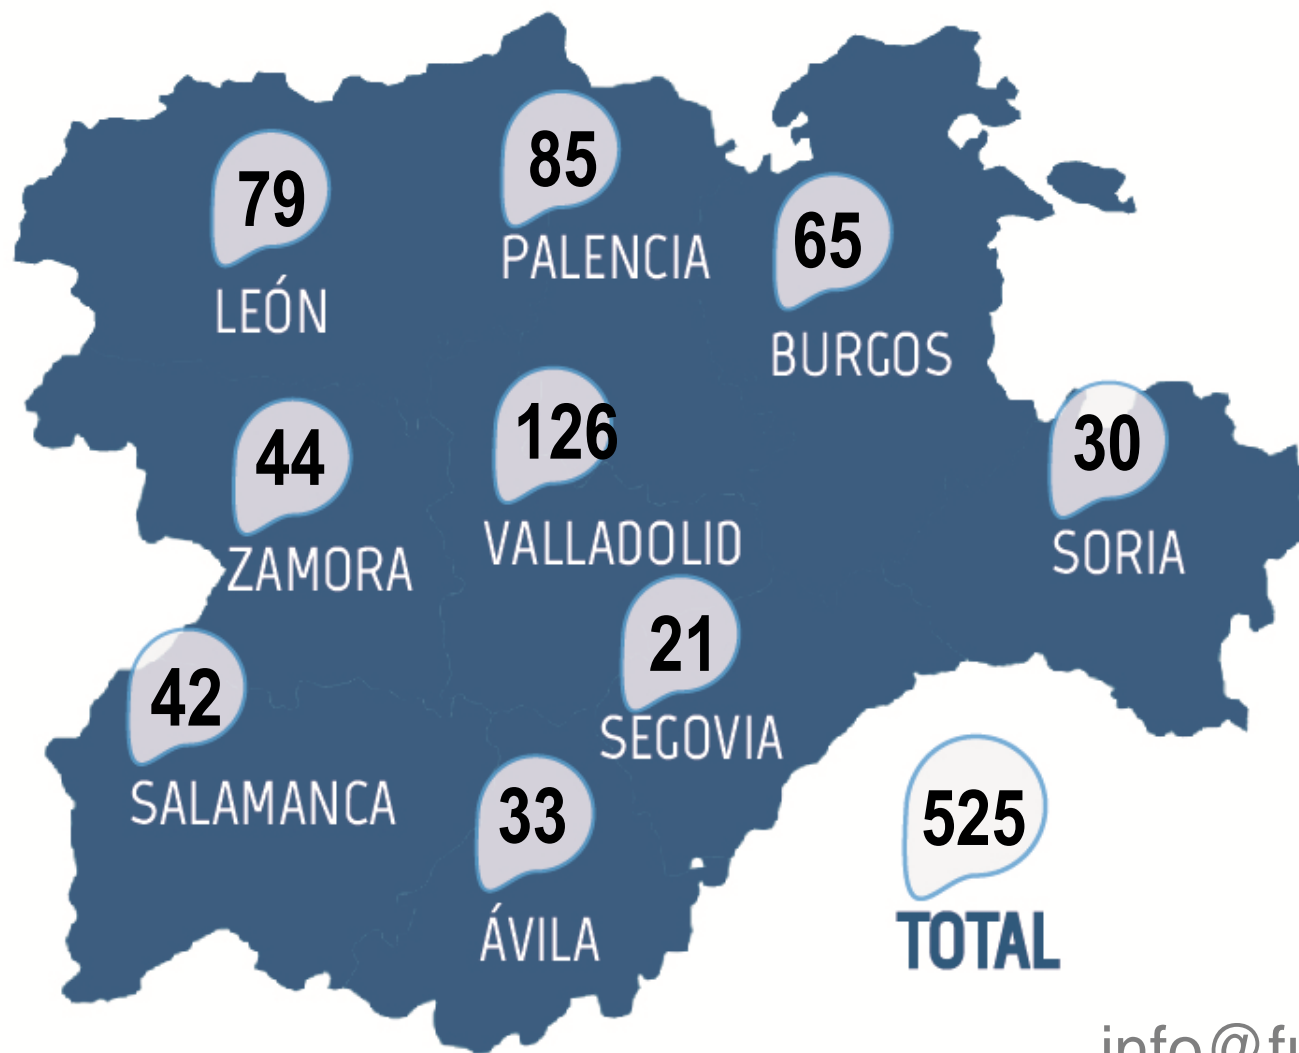 79
LEÓN
85
PALENCIA
65
BURGOS
44
ZAMORA
126
VALLADOLID
30
SORIA
42
SALAMANCA
21
SEGOVIA
33
ÁVILA
525
TOTAL